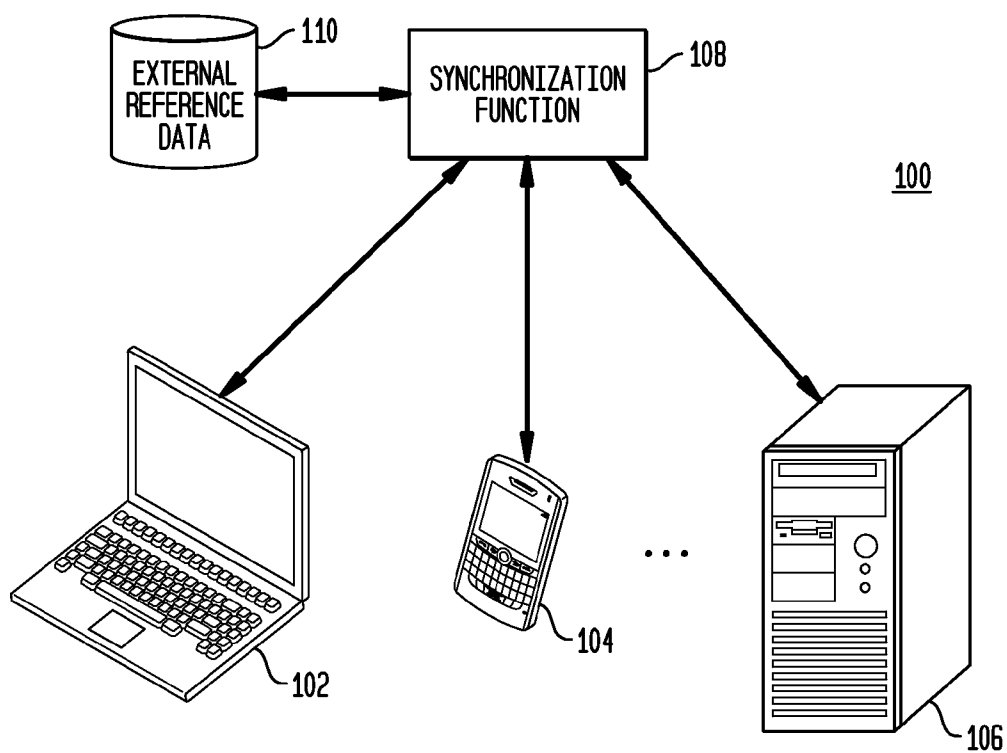 110
EXTERNAL
REFERENCE
DATA
SYNCHRONIZATION
FUNCTION
108
100
102
104
...
106